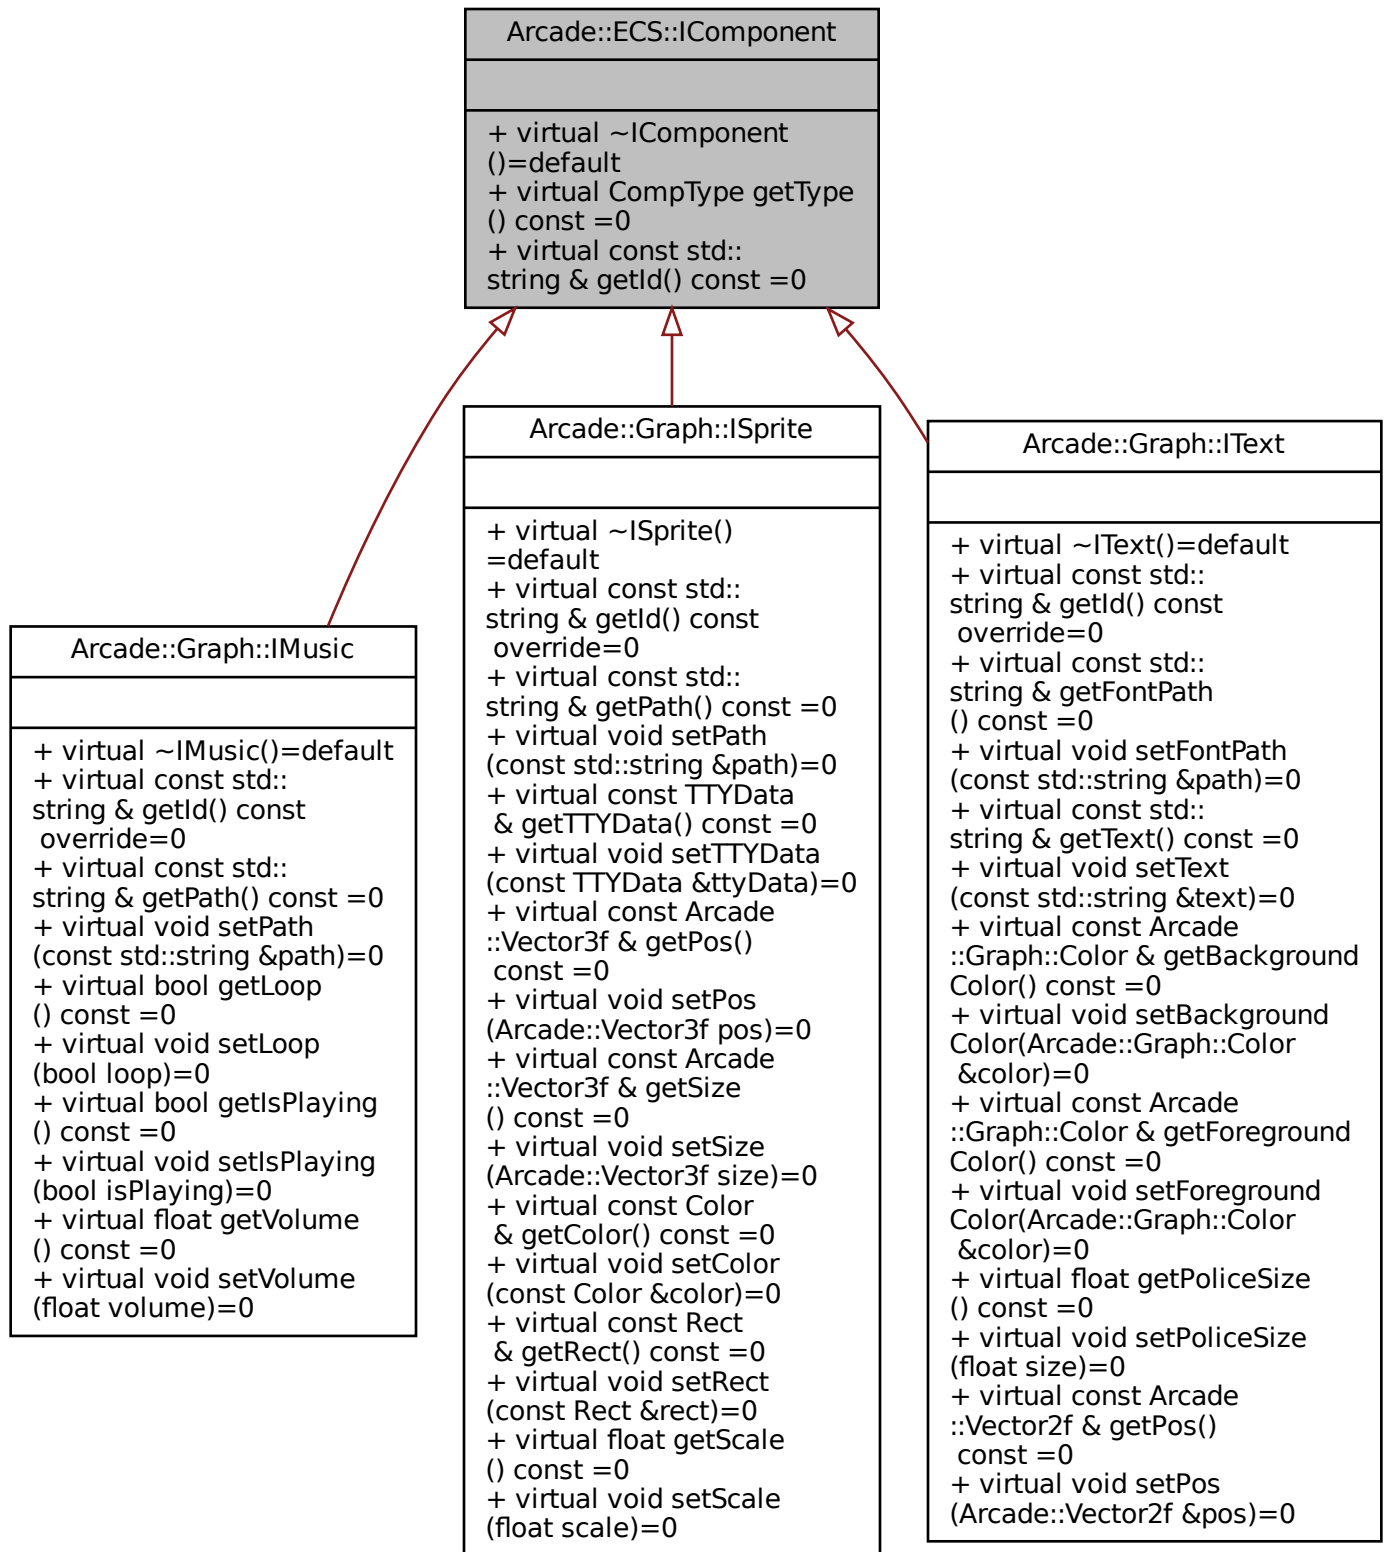 Arcade::ECS::IComponent
+ virtual ~IComponent
()=default
+ virtual CompType getType
() const =0
+ virtual const std::
string & getId() const =0
Arcade::Graph::IMusic
+ virtual ~IMusic()=default
+ virtual const std::
string & getId() const
override=0
+ virtual const std::
string & getPath() const =0
+ virtual void setPath
(const std::string &path)=0
+ virtual bool getLoop
() const =0
+ virtual void setLoop
(bool loop)=0
+ virtual bool getIsPlaying
() const =0
+ virtual void setIsPlaying
(bool isPlaying)=0
+ virtual float getVolume
() const =0
+ virtual void setVolume
(float volume)=0
Arcade::Graph::ISprite
+ virtual ~ISprite()
=default
+ virtual const std::
string & getId() const
override=0
+ virtual const std::
string & getPath() const =0
+ virtual void setPath
(const std::string &path)=0
+ virtual const TTYData
& getTTYData() const =0
+ virtual void setTTYData
(const TTYData &ttyData)=0
+ virtual const Arcade
::Vector3f & getPos()
const =0
+ virtual void setPos
(Arcade::Vector3f pos)=0
+ virtual const Arcade
::Vector3f & getSize
() const =0
+ virtual void setSize
(Arcade::Vector3f size)=0
+ virtual const Color
& getColor() const =0
+ virtual void setColor
(const Color &color)=0
+ virtual const Rect
& getRect() const =0
+ virtual void setRect
(const Rect &rect)=0
+ virtual float getScale
() const =0
+ virtual void setScale
(float scale)=0
Arcade::Graph::IText
+ virtual ~IText()=default
+ virtual const std::
string & getId() const
override=0
+ virtual const std::
string & getFontPath
() const =0
+ virtual void setFontPath
(const std::string &path)=0
+ virtual const std::
string & getText() const =0
+ virtual void setText
(const std::string &text)=0
+ virtual const Arcade
::Graph::Color & getBackground
Color() const =0
+ virtual void setBackground
Color(Arcade::Graph::Color
&color)=0
+ virtual const Arcade
::Graph::Color & getForeground
Color() const =0
+ virtual void setForeground
Color(Arcade::Graph::Color
&color)=0
+ virtual float getPoliceSize
() const =0
+ virtual void setPoliceSize
(float size)=0
+ virtual const Arcade
::Vector2f & getPos()
const =0
+ virtual void setPos
(Arcade::Vector2f &pos)=0